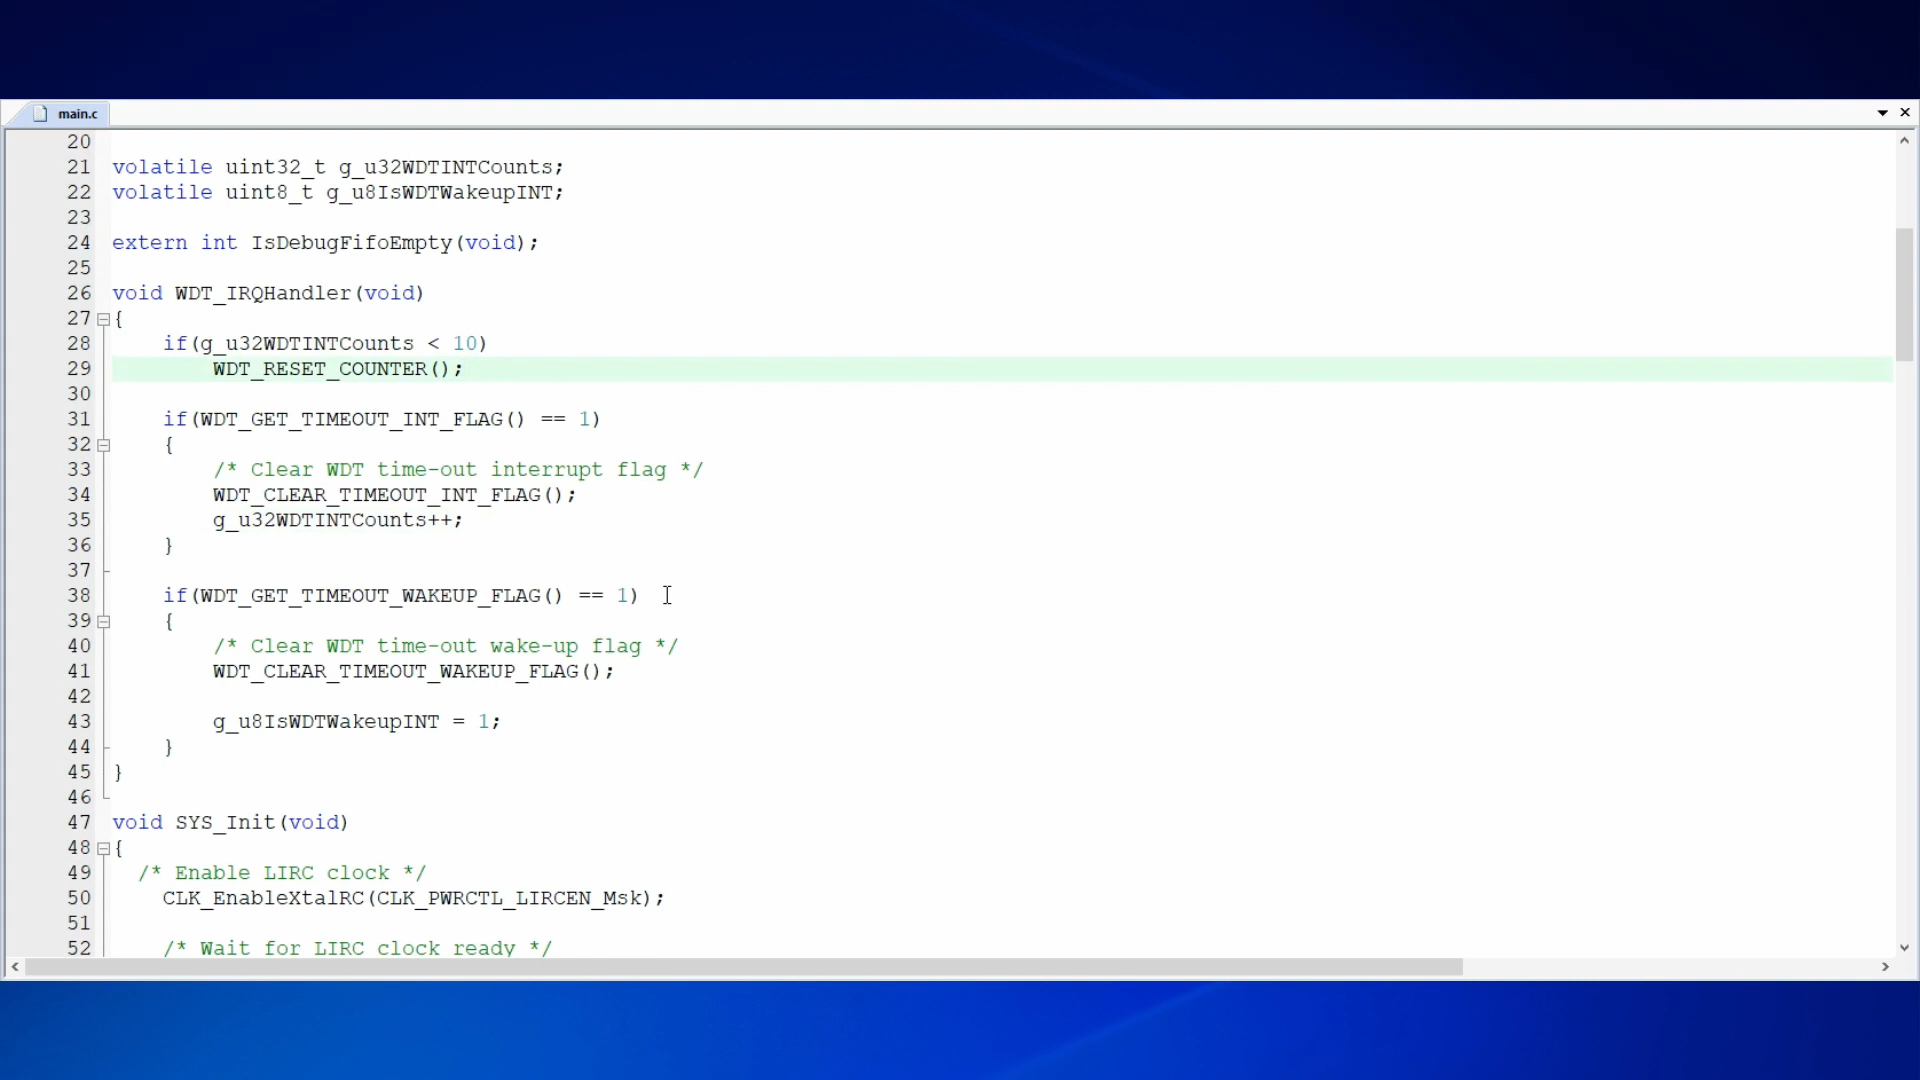 main.c
20
21 volatile uint32_t g_u32WDTINTCounts;
22 volatile uint8_t g_u8IsWDTWakeupINT;
23
24 extern int IsDebugFifoEmpty(void);
25
26 void WDT_IRQHandler(void)
27 {
28 if(g_u32WDTINTCounts < 10)
29 WDT_RESET_COUNTER();
30
31 if(WDT_GET_TIMEOUT_INT_FLAG() == 1)
32 {
33 /* Clear WDT time-out interrupt flag */
34 WDT_CLEAR_TIMEOUT_INT_FLAG();
35 g_u32WDTINTCounts++;
36 }
37
38 if(WDT_GET_TIMEOUT_WAKEUP_FLAG() == 1)
39 {
40 /* Clear WDT time-out wake-up flag */
41 WDT_CLEAR_TIMEOUT_WAKEUP_FLAG();
42
43 g_u8IsWDTWakeupINT = 1;
44 }
45 }
46
47 void SYS_Init(void)
48 {
49 /* Enable LIRC clock */
50 CLK_EnableXtalRC(CLK_PWRCTL_LIRCEN_Msk);
51
52 /* Wait for LIRC clock ready */